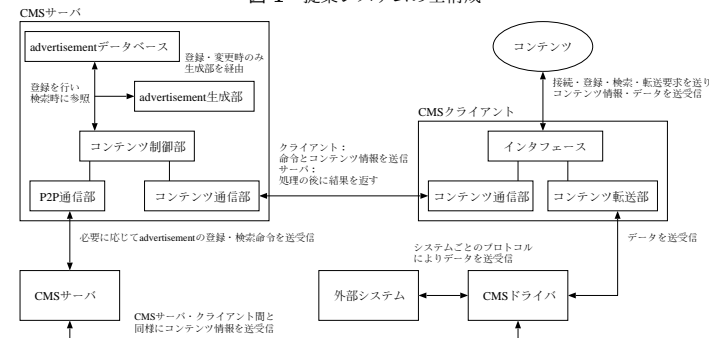 図 1 提案システムの全構成
CMSサーバ
advertisementデータベース
登録・変更時のみ
生成部を経由
登録を行い
検索時に参照
advertisement生成部
コンテンツ制御部
P2P通信部
コンテンツ通信部
クライアント：
命令とコンテンツ情報を送信
サーバ：
処理の後に結果を返す
コンテンツ
接続・登録・検索・転送要求を送り
コンテンツ情報・データを送受信
CMSクライアント
インタフェース
コンテンツ通信部
コンテンツ転送部
必要に応じてadvertisementの登録・検索命令を送受信
システムごとのプロトコル
によりデータを送受信
データを送受信
CMSサーバ
外部システム
CMSドライバ
CMSサーバ・クライアント間と
同様にコンテンツ情報を送受信